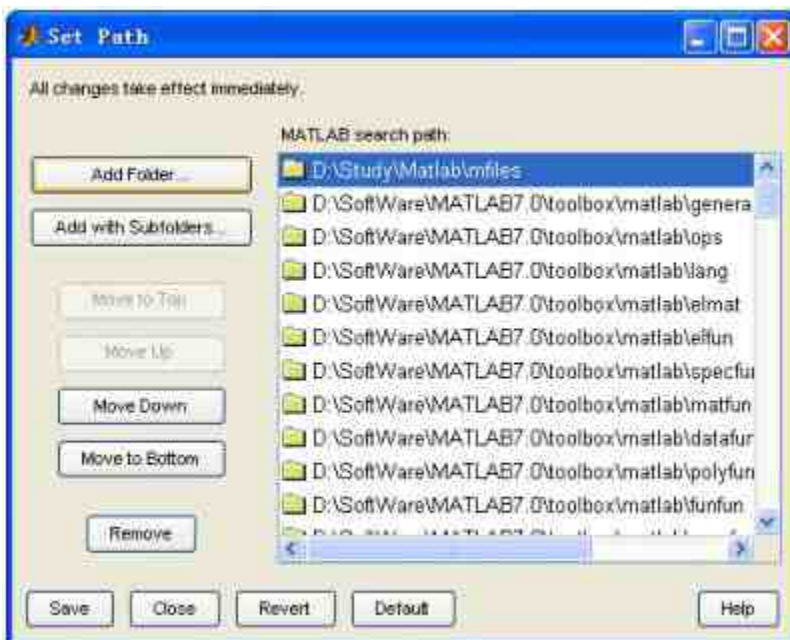 Set Path
All changes take effect immediately.
MATLAB search path:
Add Folder...
Add with Subfolders...
Move to Top
Move Up
Move Down
Move to Bottom
Remove
D:\Study\Matlab\mfiles
D:\SoftWare\MATLAB7.0\toolbox\matlab\genera
D:\SoftWare\MATLAB7.0\toolbox\matlab\ops
D:\SoftWare\MATLAB7.0\toolbox\matlab\lang
D:\SoftWare\MATLAB7.0\toolbox\matlab\elmat
D:\SoftWare\MATLAB7.0\toolbox\matlab\elfun
D:\SoftWare\MATLAB7.0\toolbox\matlab\specfun
D:\SoftWare\MATLAB7.0\toolbox\matlab\matfun
D:\SoftWare\MATLAB7.0\toolbox\matlab\datafun
D:\SoftWare\MATLAB7.0\toolbox\matlab\polyfun
D:\SoftWare\MATLAB7.0\toolbox\matlab\funfun
Save
Close
Revert
Default
Help